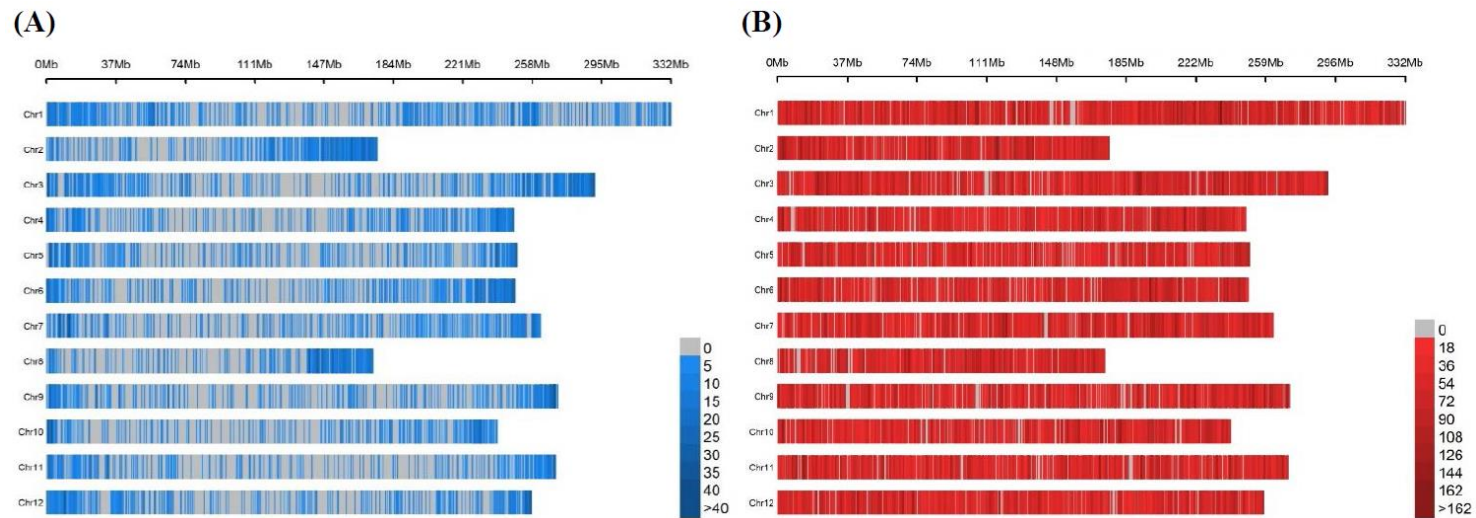 (A)
0Mb 37Mb 74Mb 111Mb 147Mb 184Mb 221Mb 258Mb 295Mb 332Mb
Chr1
Chr2
Chr3
Chr4
Chr5
Chr6
Chr7
Chr8
Chr9
Chr10
Chr11
Chr12
0
5
10
15
20
25
30
35
40
>40
(B)
0Mb 37Mb 74Mb 111Mb 148Mb 185Mb 222Mb 259Mb 296Mb 332Mb
Chr1
Chr2
Chr3
Chr4
Chr5
Chr6
Chr7
Chr8
Chr9
Chr10
Chr11
Chr12
0
18
36
54
72
90
108
126
144
162
>162